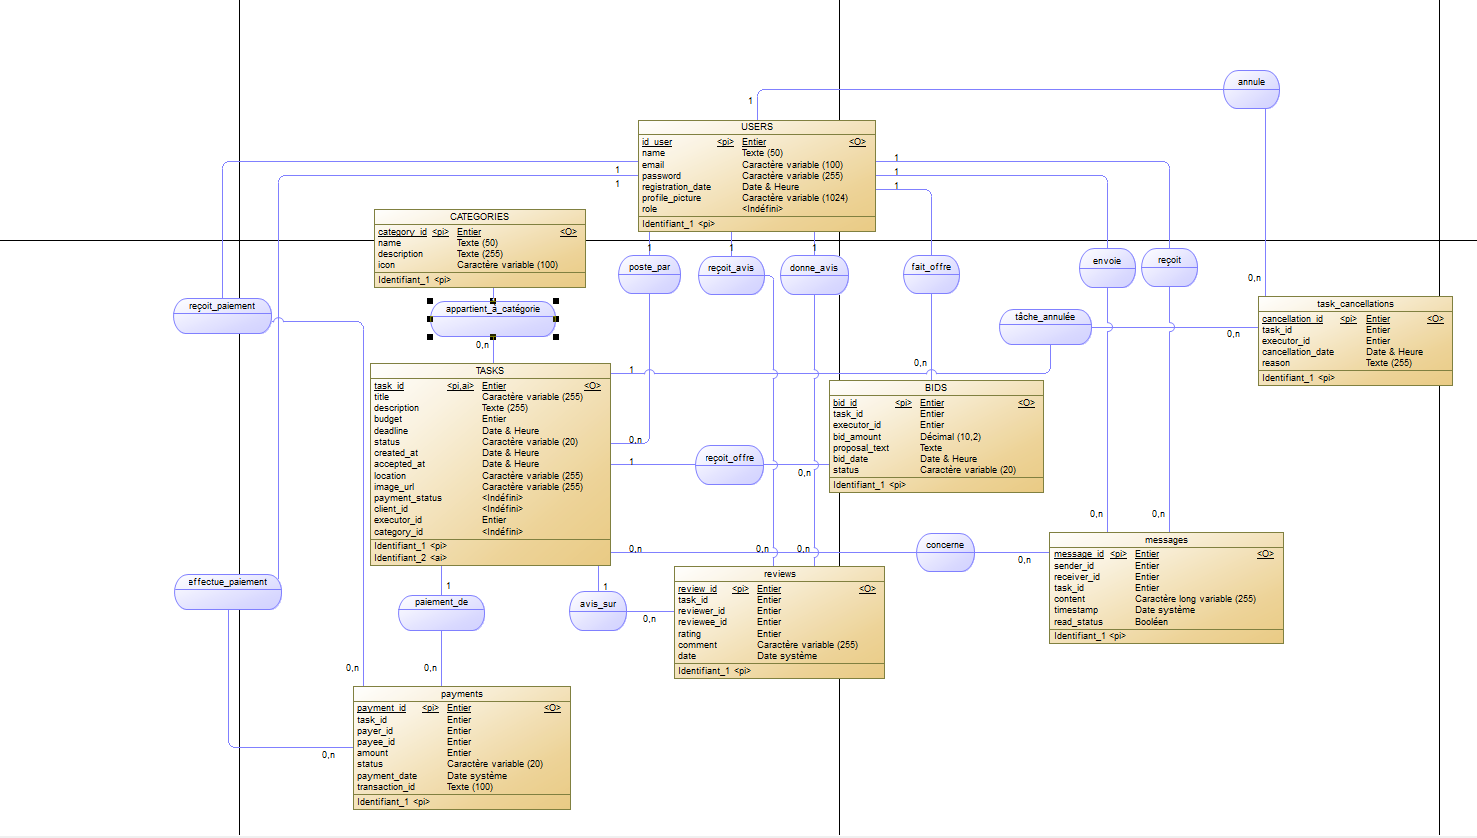 annule
1
USERS
id_user <pi> Entier <O>
name Texte (50)
email Caractère variable (100)
password Caractère variable (255)
registration_date Date & Heure
profile_picture Caractère variable (1024)
role <Indéfini>
Identifiant_1 <pi>
1
1
1
1
1
CATEGORIES
category_id <pi> Entier <O>
name Texte (50)
description Texte (255)
icon Caractère variable (100)
Identifiant_1 <pi>
1
1
1
poste_par
reçoit_avis
donne_avis
fait_offre
envoie
reçoit
0,n
reçoit_paiement
appartient_à_catégorie
0,n
tâche_annulée
0,n
task_cancellations
cancellation_id <pi> Entier <O>
task_id Entier
executor_id Entier
cancellation_date Date & Heure
reason Texte (255)
Identifiant_1 <pi>
TASKS
task_id <pi,ai> Entier <O>
title Caractère variable (255)
description Texte (255)
budget Entier
deadline Date & Heure
status Caractère variable (20)
created_at Date & Heure
accepted_at Date & Heure
location Caractère variable (255)
image_url Caractère variable (255)
payment_status <Indéfini>
client_id <Indéfini>
executor_id Entier
category_id <Indéfini>
Identifiant_1 <pi>
Identifiant_2 <ai>
1
0,n
BIDS
bid_id <pi> Entier <O>
task_id Entier
executor_id Entier
bid_amount Décimal (10,2)
proposal_text Texte
bid_date Date & Heure
status Caractère variable (20)
Identifiant_1 <pi>
0,n
1
reçoit_offre
0,n
0,n
0,n
0,n
0,n
0,n
concerne
0,n
messages
message_id <pi> Entier <O>
sender_id Entier
receiver_id Entier
task_id Entier
content Caractère long variable (255)
timestamp Date système
read_status Booléen
Identifiant_1 <pi>
effectue_paiement
1
paiement_de
1
avis_sur
0,n
reviews
review_id <pi> Entier <O>
task_id Entier
reviewer_id Entier
reviewee_id Entier
rating Entier
comment Caractère variable (255)
date Date système
Identifiant_1 <pi>
0,n
0,n
0,n
payments
payment_id <pi> Entier <O>
task_id Entier
payer_id Entier
payee_id Entier
amount Entier
status Caractère variable (20)
payment_date Date système
transaction_id Texte (100)
Identifiant_1 <pi>